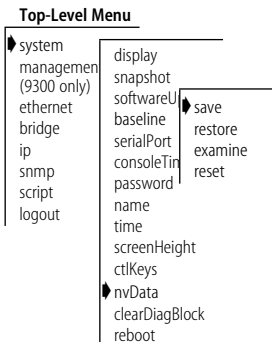 Top-Level Menu
system
managemen
(9300 only)
ethernet
bridge
ip
snmp
script
logout
display
snapshot
softwareU
baseline
serialPort
consoleTin
password
name
time
screenHeight
ctlKeys
nvData
clearDiagBlock
reboot
save
restore
examine
reset